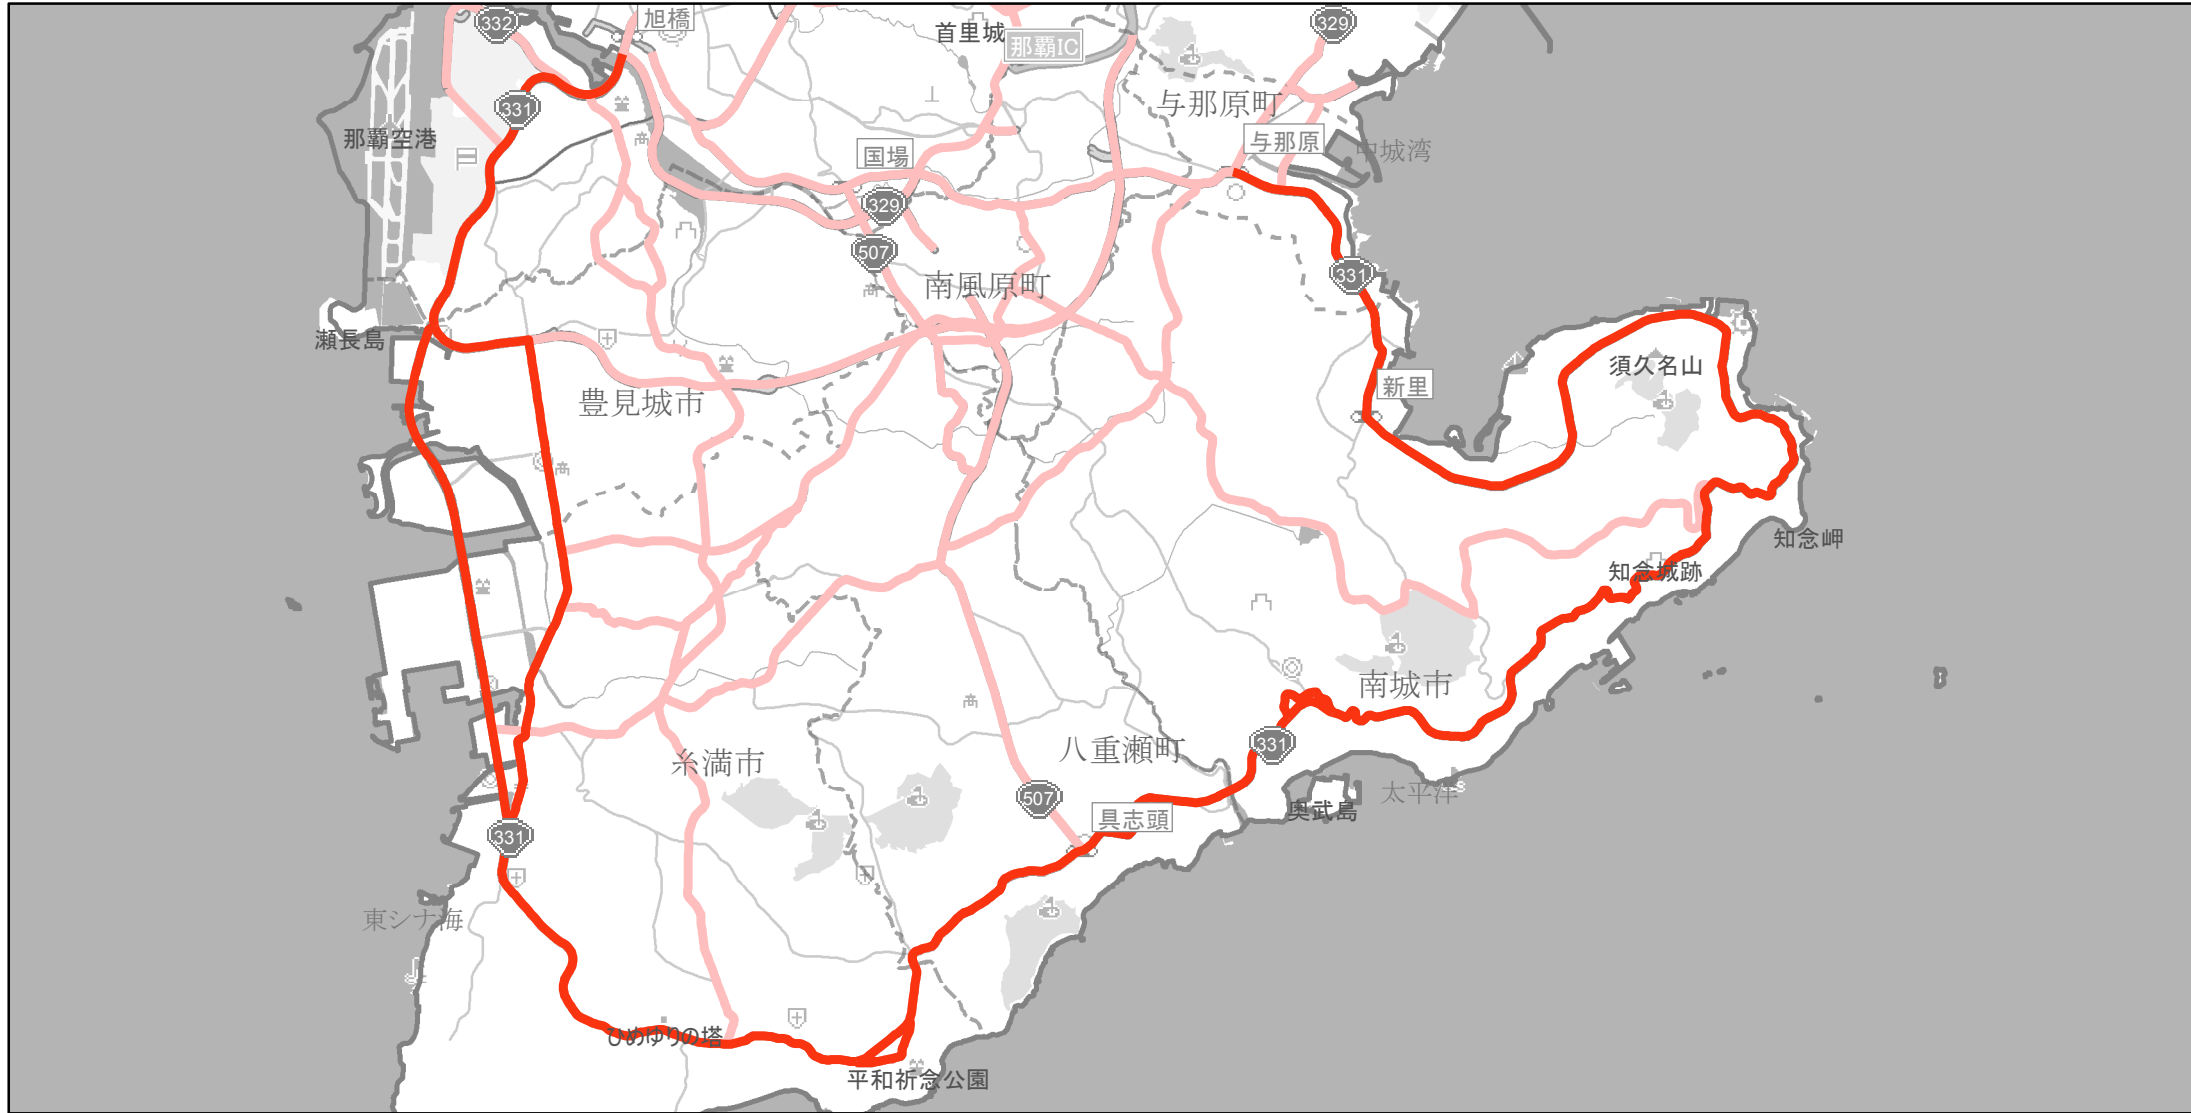 332
旭橋
首里城
那覇IC
329
331
那覇空港
与那原町
与那原
中城湾
国場
329
507
南風原町
331
瀬長島
豊見城市
新里
須久名山
知念岬
知念城跡
南城市
331
八重瀬町
糸満市
507
具志頭
奥武島
太平洋
331
東シナ海
ひめゆりの塔
平和祈念公園